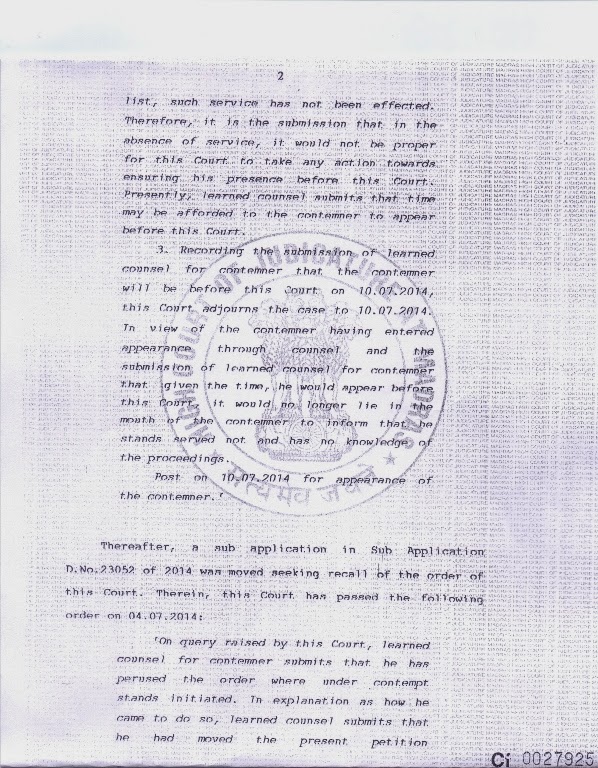 2
list, such service has not been effected.
Therefore, it is the submission that in the
absence of service, it would not be proper
for this Court to take any action towards
ensuring his presence before this Court.
Presently, learned counsel submits that time
may be afforded to the contemner to appear
before this Court.
3. Recording the submission of learned
counsel for contemner that the contemner
will be before this Court on 10.07.2014,
this Court adjourns the case to 10.07.2014.
In view of the contemner having entered
appearance through counsel and the
submission of learned counsel for contemner
that given the time, he would appear before
this Court, it would no longer lie in the
mouth of the contemner to inform that he
stands served not and has no knowledge of
the proceedings.
Post on 10.07.2014 for appearance of
the contemner.'
Thereafter, a sub application in Sub Application
D.No.23052 of 2014 was moved seeking recall of the order of
this Court. Therein, this Court has passed the following
order on 04.07.2014:
'On query raised by this Court, learned
counsel for contemner submits that he has
perused the order where under contempt
stands initiated. In explanation as how he
came to do so, learned counsel submits that
he had moved the present petition
HIGH COURT OF JUDICATURE MADRAS
सत्यमेव जयते
Ci 0027925